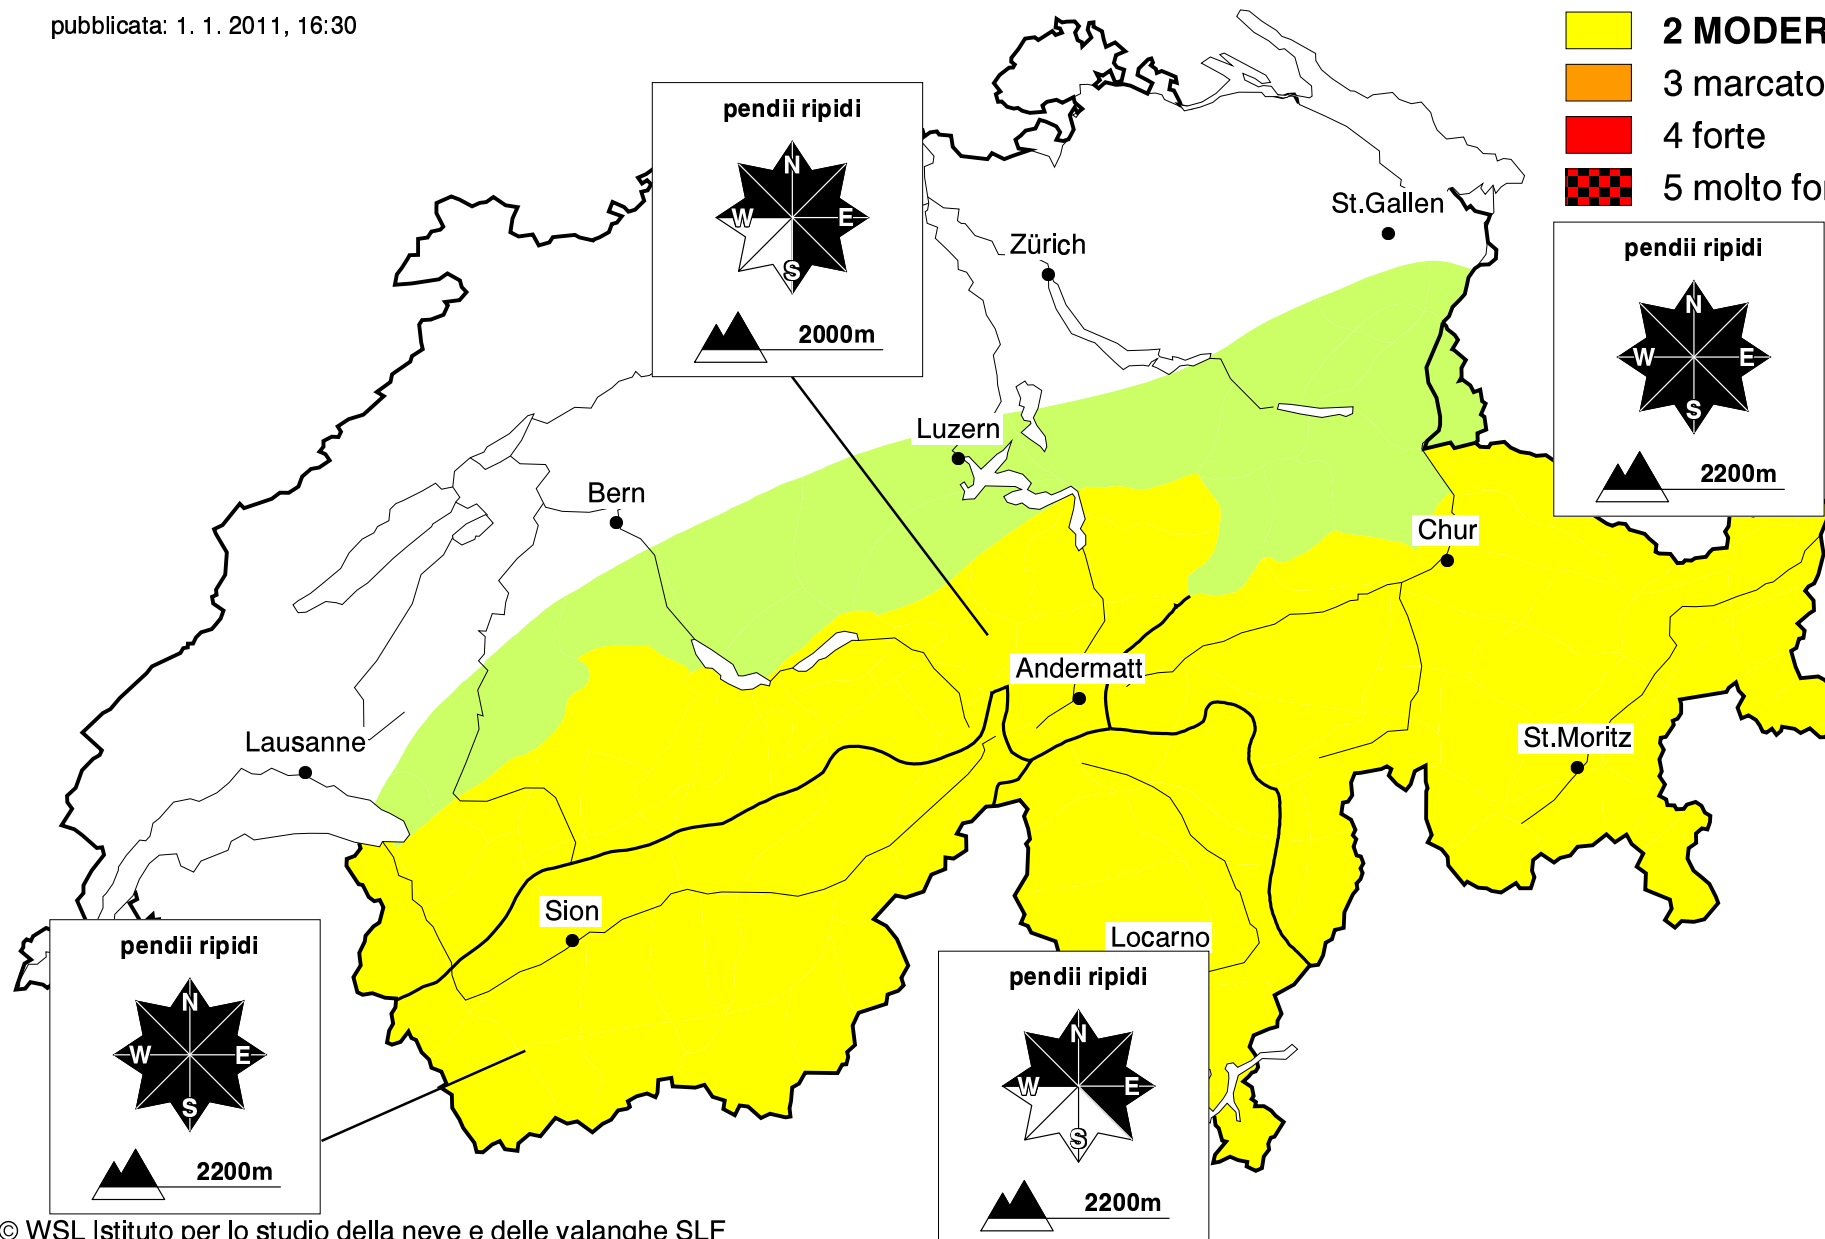 pubblicata: 1. 1. 2011, 16:30
2 MODER
3 marcato
4 forte
5 molto for
pendii ripidi
N
W E
S
2000m
St.Gallen
Zürich
pendii ripidi
N
W E
S
2200m
Luzern
Bern
Chur
Andermatt
Lausanne
St.Moritz
Sion
Locarno
pendii ripidi
N
W E
S
2200m
pendii ripidi
N
W E
S
2200m
© WSL Istituto per lo studio della neve e delle valanghe SLF